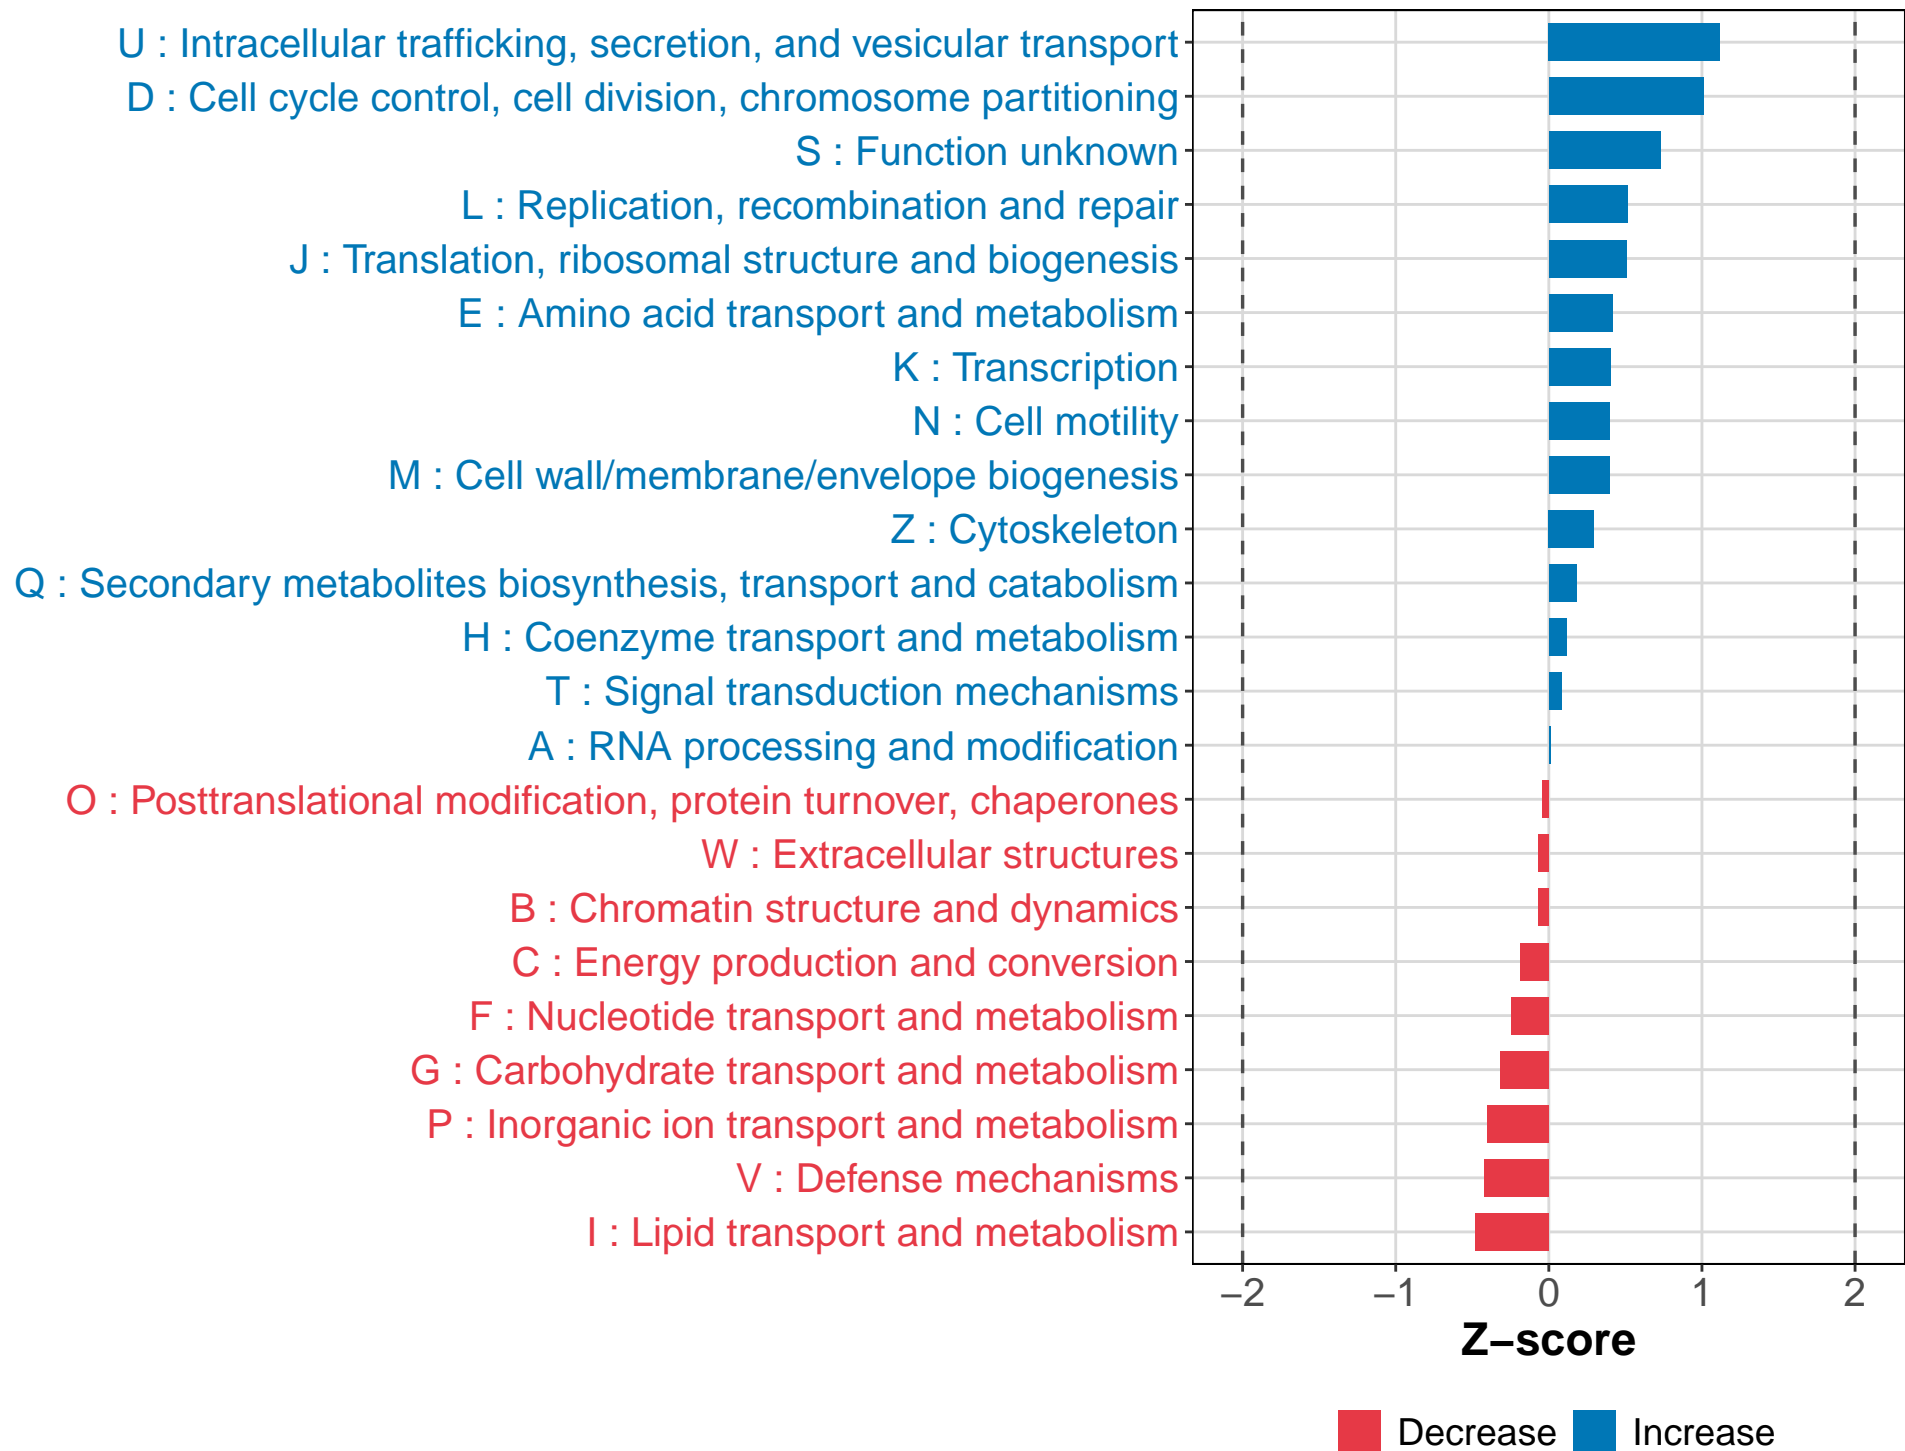 U : Intracellular trafficking, secretion, and vesicular transport
D : Cell cycle control, cell division, chromosome partitioning
S : Function unknown
L : Replication, recombination and repair
J : Translation, ribosomal structure and biogenesis
E : Amino acid transport and metabolism
K : Transcription
N : Cell motility
M : Cell wall/membrane/envelope biogenesis
Z : Cytoskeleton
Q : Secondary metabolites biosynthesis, transport and catabolism
H : Coenzyme transport and metabolism
T : Signal transduction mechanisms
A : RNA processing and modification
O : Posttranslational modification, protein turnover, chaperones
W : Extracellular structures
B : Chromatin structure and dynamics
C : Energy production and conversion
F : Nucleotide transport and metabolism
G : Carbohydrate transport and metabolism
P : Inorganic ion transport and metabolism
V : Defense mechanisms
I : Lipid transport and metabolism
−2 −1 0 1 2
Z−score
Decrease Increase